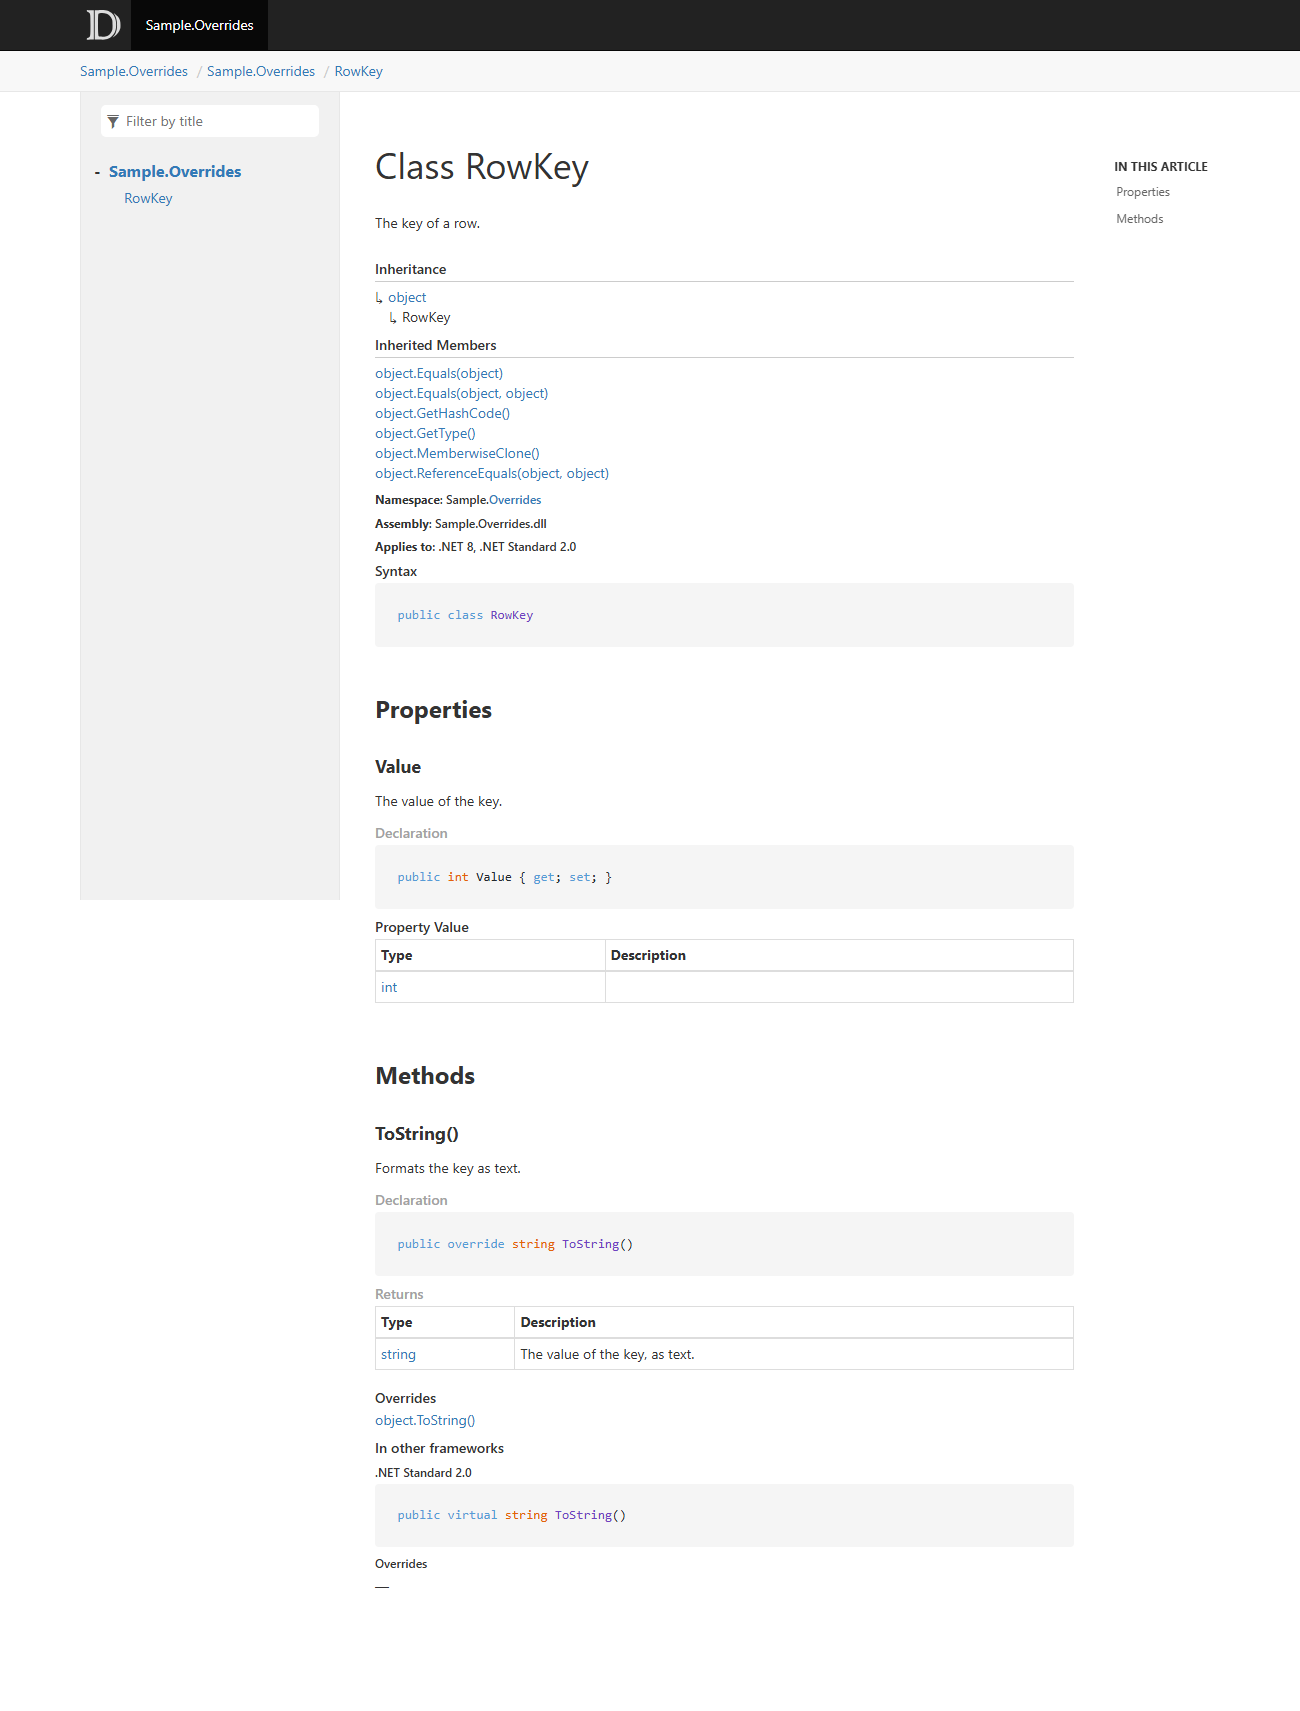 Sample.Overrides
Sample.Overrides / Sample.Overrides / RowKey
Filter by title
- Sample.Overrides
RowKey
Class RowKey
The key of a row.
Inheritance
↳ object
↳ RowKey
Inherited Members
object.Equals(object)
object.Equals(object, object)
object.GetHashCode()
object.GetType()
object.MemberwiseClone()
object.ReferenceEquals(object, object)
Namespace: Sample.Overrides
Assembly: Sample.Overrides.dll
Applies to: .NET 8, .NET Standard 2.0
Syntax
public class RowKey
Properties
Value
The value of the key.
Declaration
public int Value { get; set; }
Property Value
Type Description
int
Methods
ToString()
Formats the key as text.
Declaration
public override string ToString()
Returns
Type Description
string The value of the key, as text.
Overrides
object.ToString()
In other frameworks
.NET Standard 2.0
public virtual string ToString()
Overrides
—
IN THIS ARTICLE
Properties
Methods